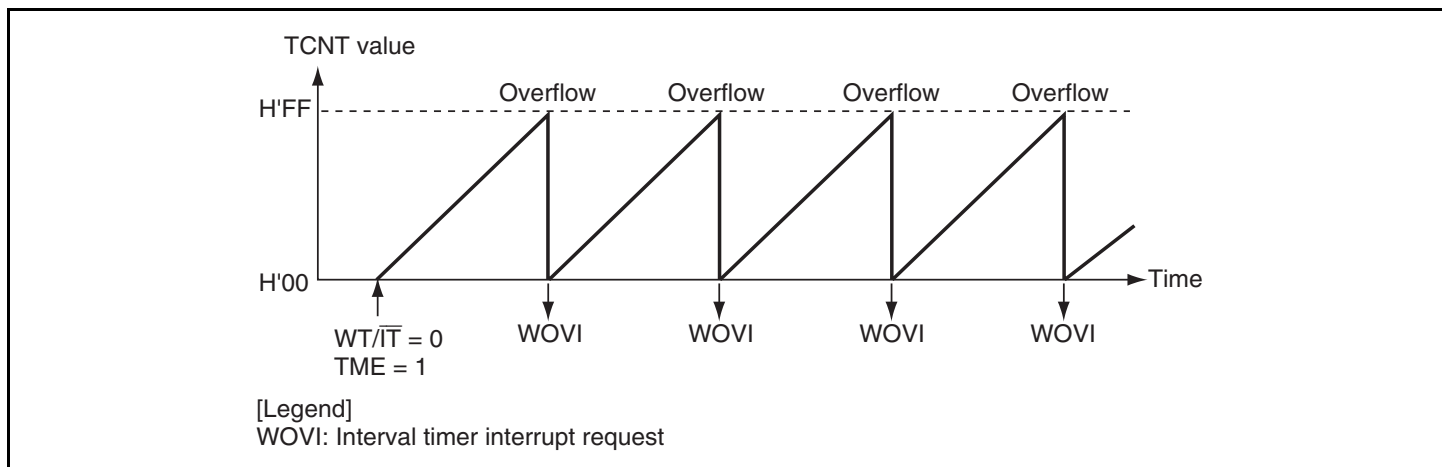 TCNT value
Overflow Overflow Overflow Overflow
H'FF
H'00
Time
WT/I̅T̅ = 0
TME = 1
WOVI WOVI WOVI WOVI
[Legend]
WOVI: Interval timer interrupt request